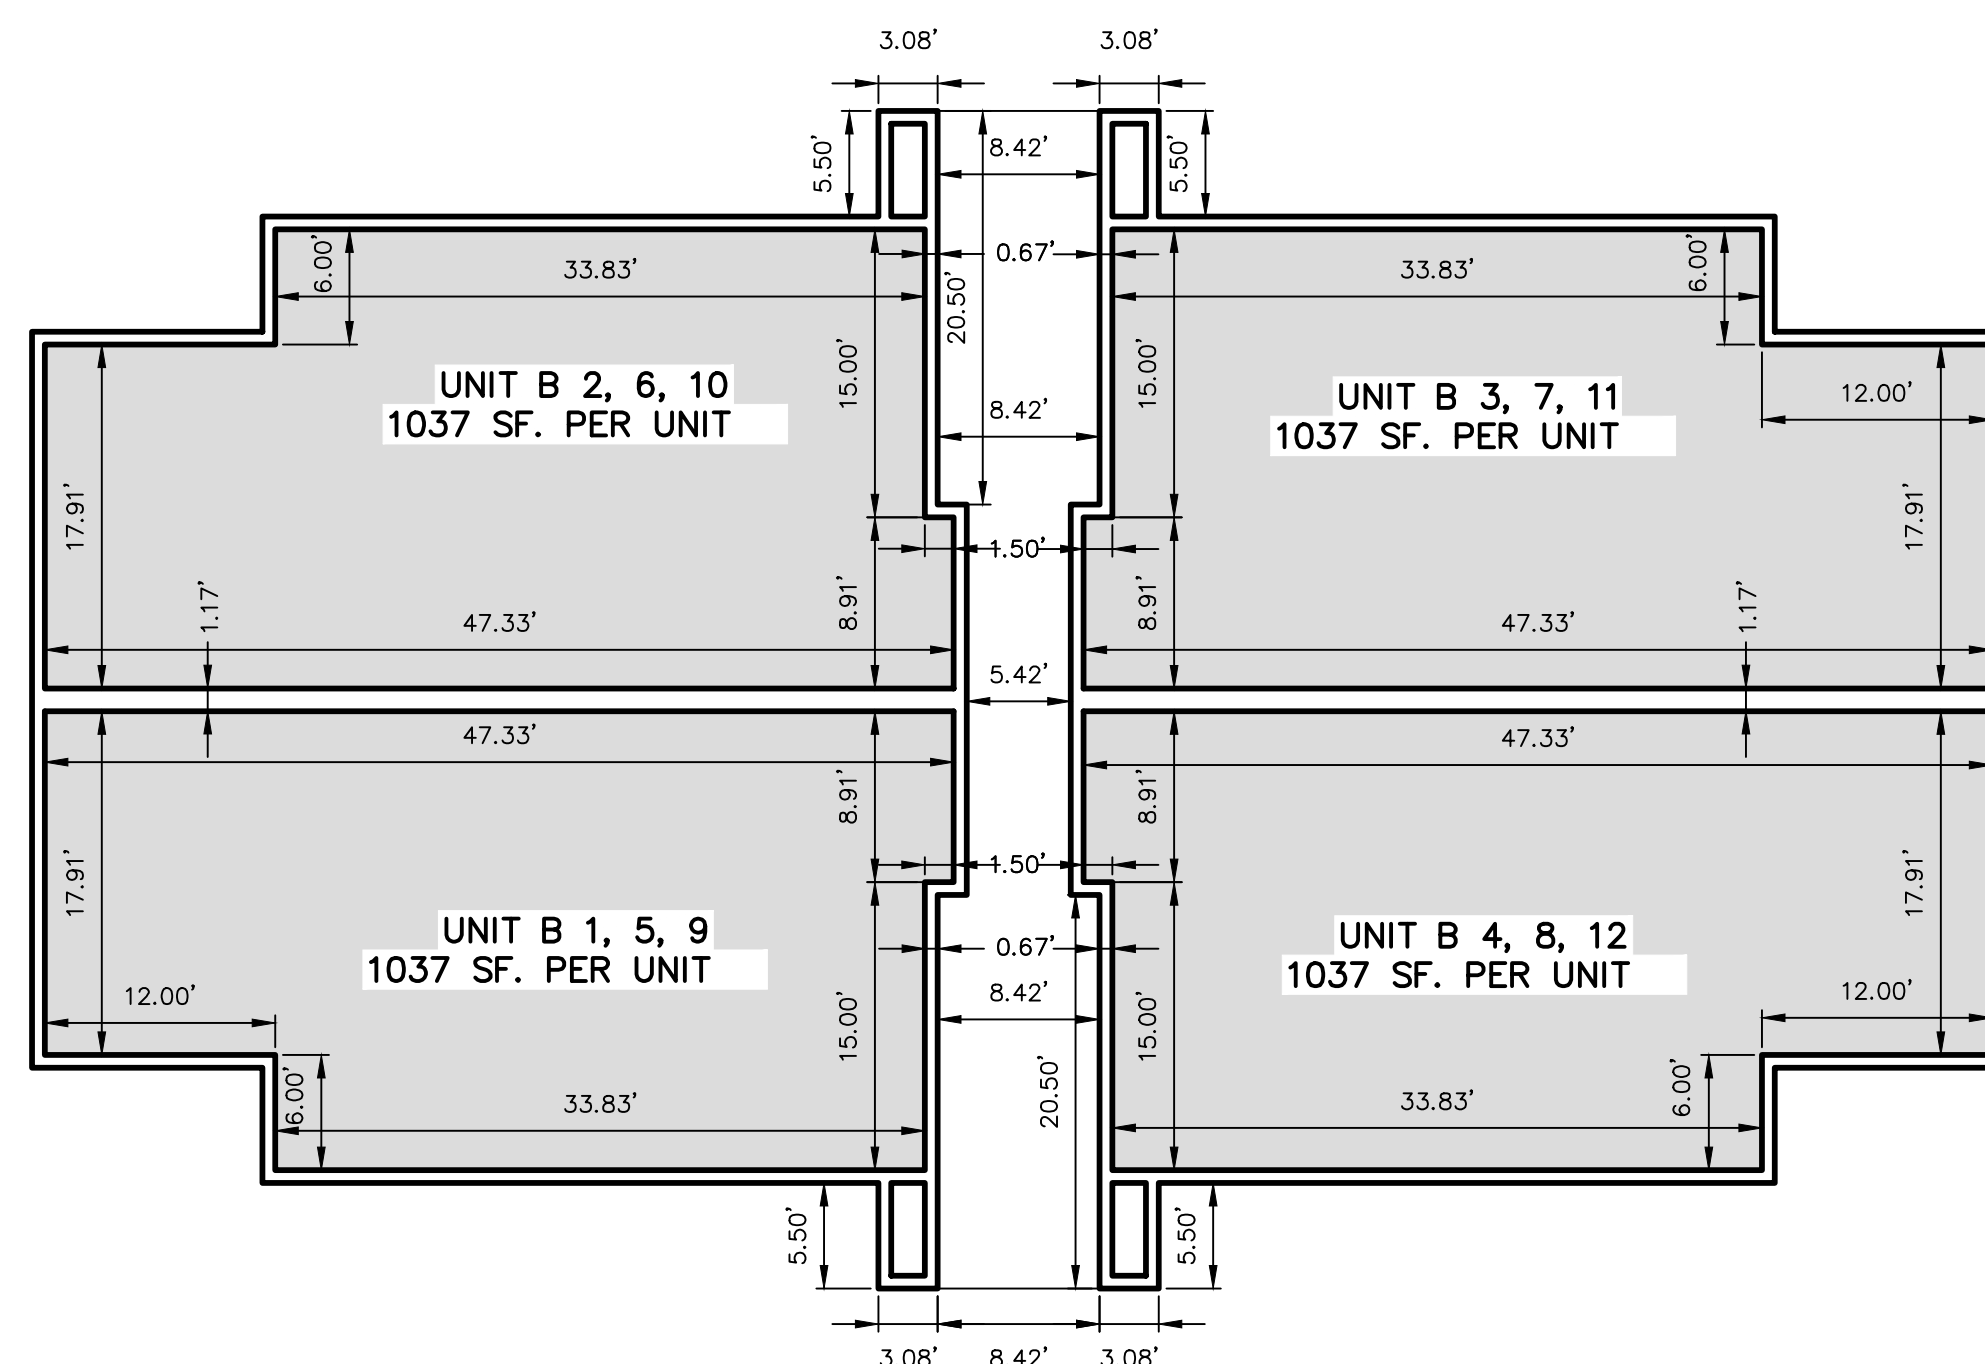 3.08’ 3.08’
5.50’ 8.42’ 5.50’
6.00’ 33.83’ 0.67’ 33.83’ 6.00’
20.50’
15.00’ 15.00’
UNIT B 2, 6, 10
1037 SF. PER UNIT
8.42’
UNIT B 3, 7, 11
1037 SF. PER UNIT
12.00’
17.91’ 17.91’
1.50’
1.17’ 8.91’ 8.91’ 1.17’
47.33’ 47.33’
5.42’
47.33’ 47.33’
8.91’ 8.91’
17.91’ 1.50’ 17.91’
UNIT B 1, 5, 9
1037 SF. PER UNIT
0.67’
UNIT B 4, 8, 12
1037 SF. PER UNIT
12.00’ 8.42’ 12.00’
15.00’ 15.00’
6.00’ 33.83’ 20.50’ 33.83’ 6.00’
5.50’ 5.50’
3.08’ 8.42’ 3.08’